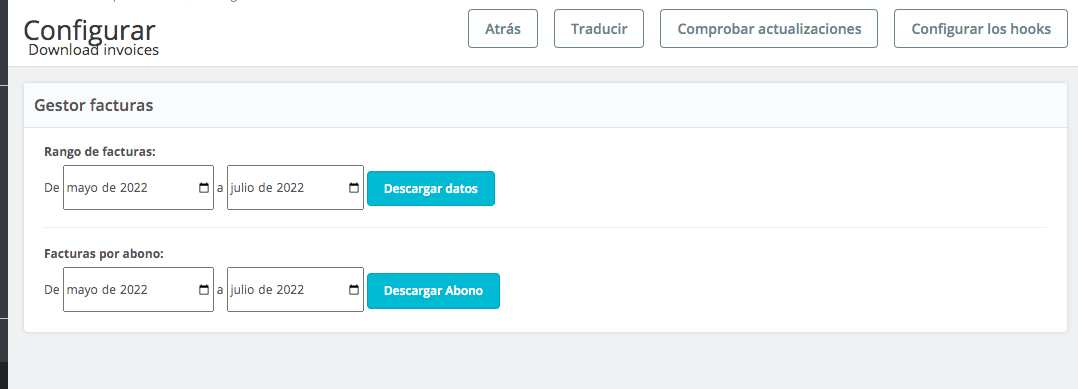 Configurar
Download invoices
Atrás
Traducir
Comprobar actualizaciones
Configurar los hooks
Gestor facturas
Rango de facturas:
De mayo de 2022 a julio de 2022 Descargar datos
Facturas por abono:
De mayo de 2022 a julio de 2022 Descargar Abono